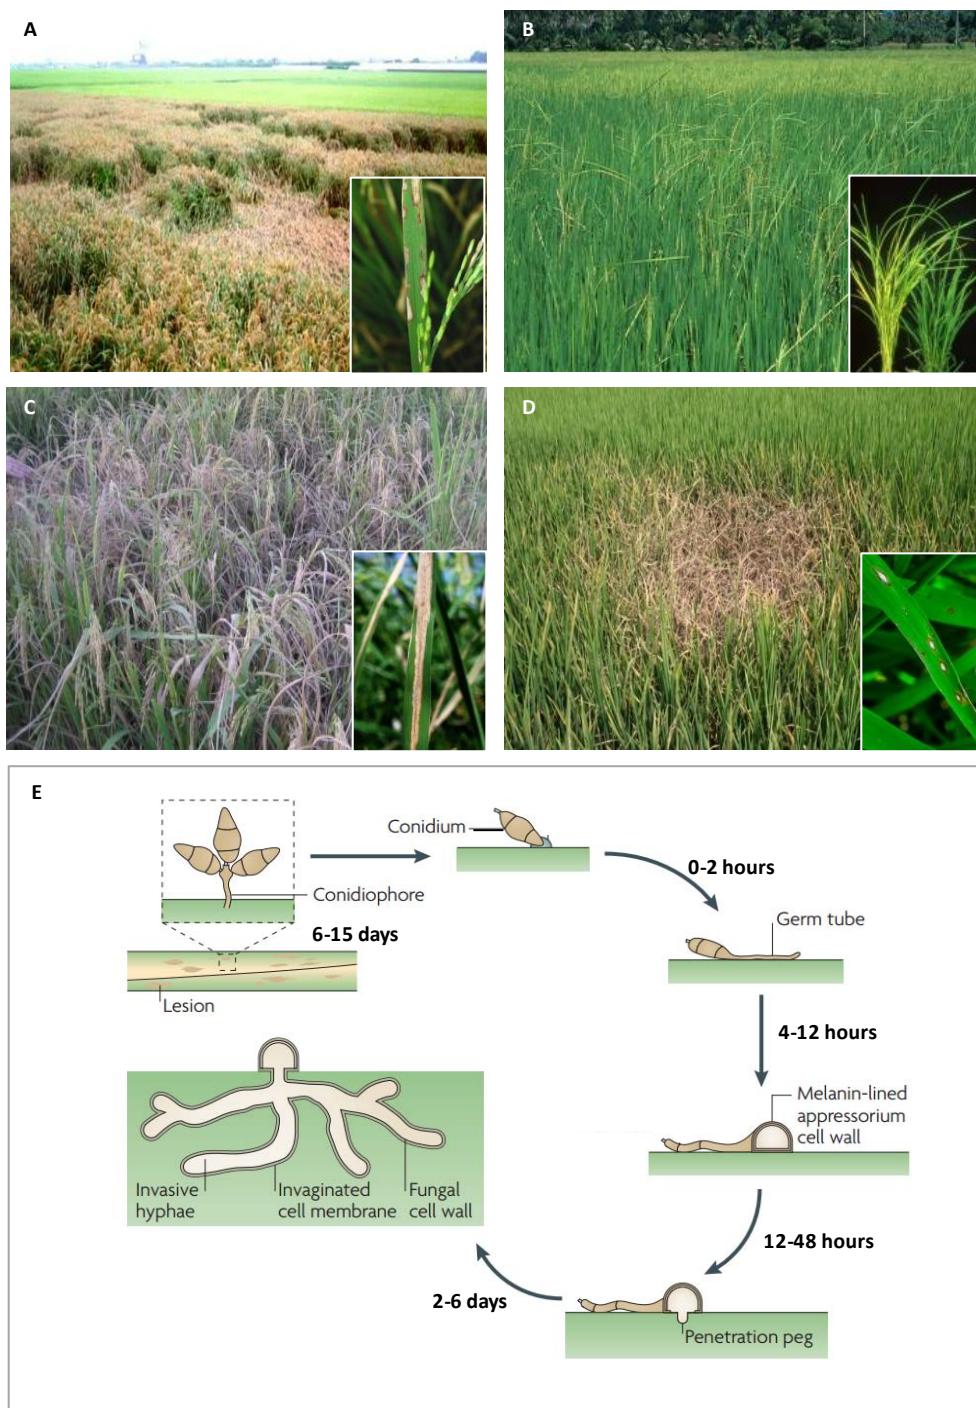 A
B
C
D
E
Conidium
0-2 hours
Conidiophore
6-15 days
Germ tube
Lesion
4-12 hours
Melanin-lined
appressorium
cell wall
Invasive
hyphae
Invaginated
cell membrane
Fungal
cell wall
12-48 hours
2-6 days
Penetration peg